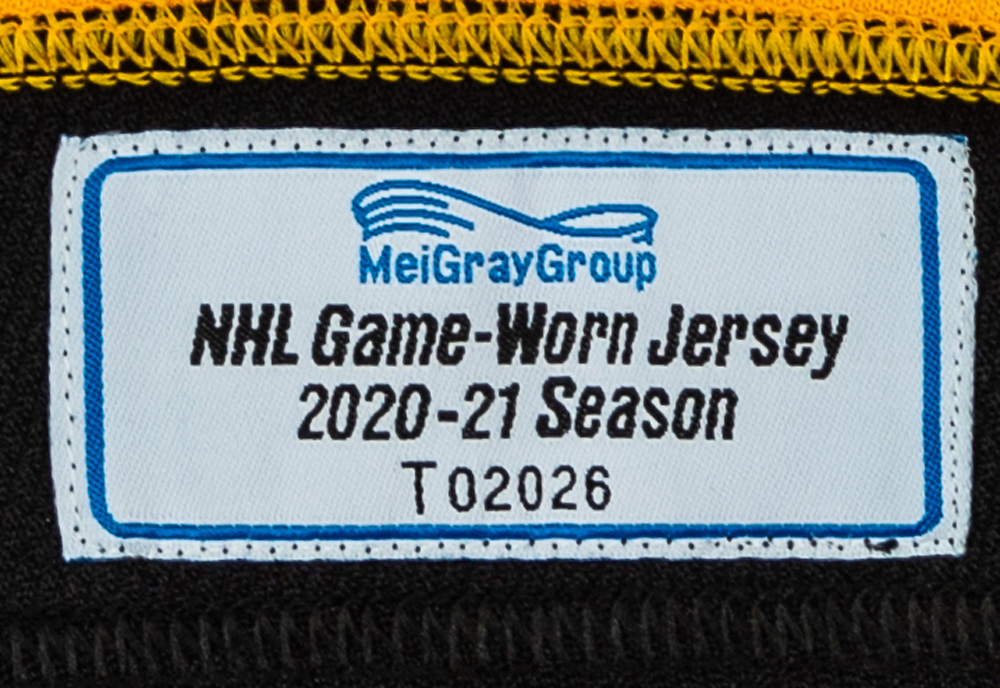 MeiGrayGroup
NHL Game-Worn Jersey
2020-21 Season
T02026